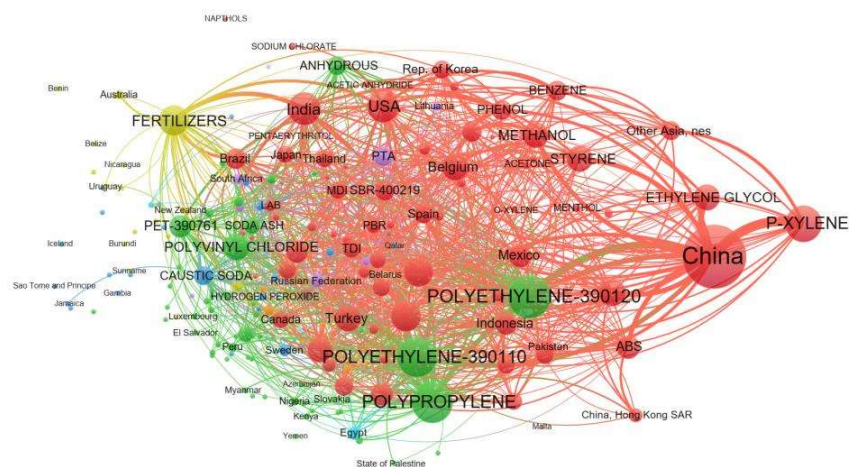 NAPTHOLS
SODIUM CHLORATE
ANHYDROUS
Rep. of Korea
ACETIC ANHYDRIDE
BENZENE
Benin
Australia
Lithuania
FERTILIZERS
India
USA
PHENOL
Other Asia, nes
PENTAERYTHRITOL
METHANOL
Belize
Japan
PTA
Brazil
Thailand
Belgium
ACETONE
STYRENE
Nicaragua
South Africa
Uruguay
MDI
SBR-400219
ETHYLENE GLYCOL
LAB
New Zealand
Spain
O-XYLENE
MENTHOL
PET-390761
SODA ASH
PBR
P-XYLENE
Iceland
Burundi
POLYVINYL CHLORIDE
TDI
Qatar
Mexico
China
Suriname
CAUSTIC SODA
Russian Federation
Belarus
Sao Tome and Principe
Gambia
HYDROGEN PEROXIDE
POLYETHYLENE-390120
Jamaica
Luxembourg
Canada
Turkey
Indonesia
El Salvador
Peru
Sweden
POLYETHYLENE-390110
Pakistan
ABS
Azerbaijan
Myanmar
Slovakia
Nigeria
POLYPROPYLENE
Kenya
China, Hong Kong SAR
Malta
Yemen
Egypt
State of Palestine